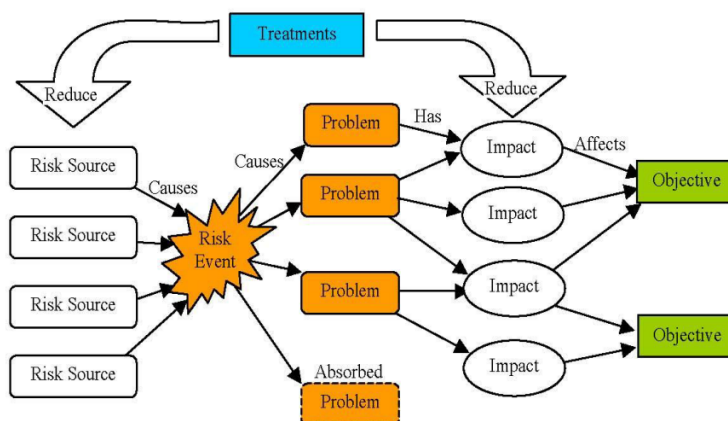 Treatments
Reduce
Reduce
Problem
Has
Impact
Affects
Risk Source
Causes
Causes
Objective
Problem
Impact
Risk Source
Risk
Event
Problem
Impact
Risk Source
Objective
Risk Source
Impact
Absorbed
Problem